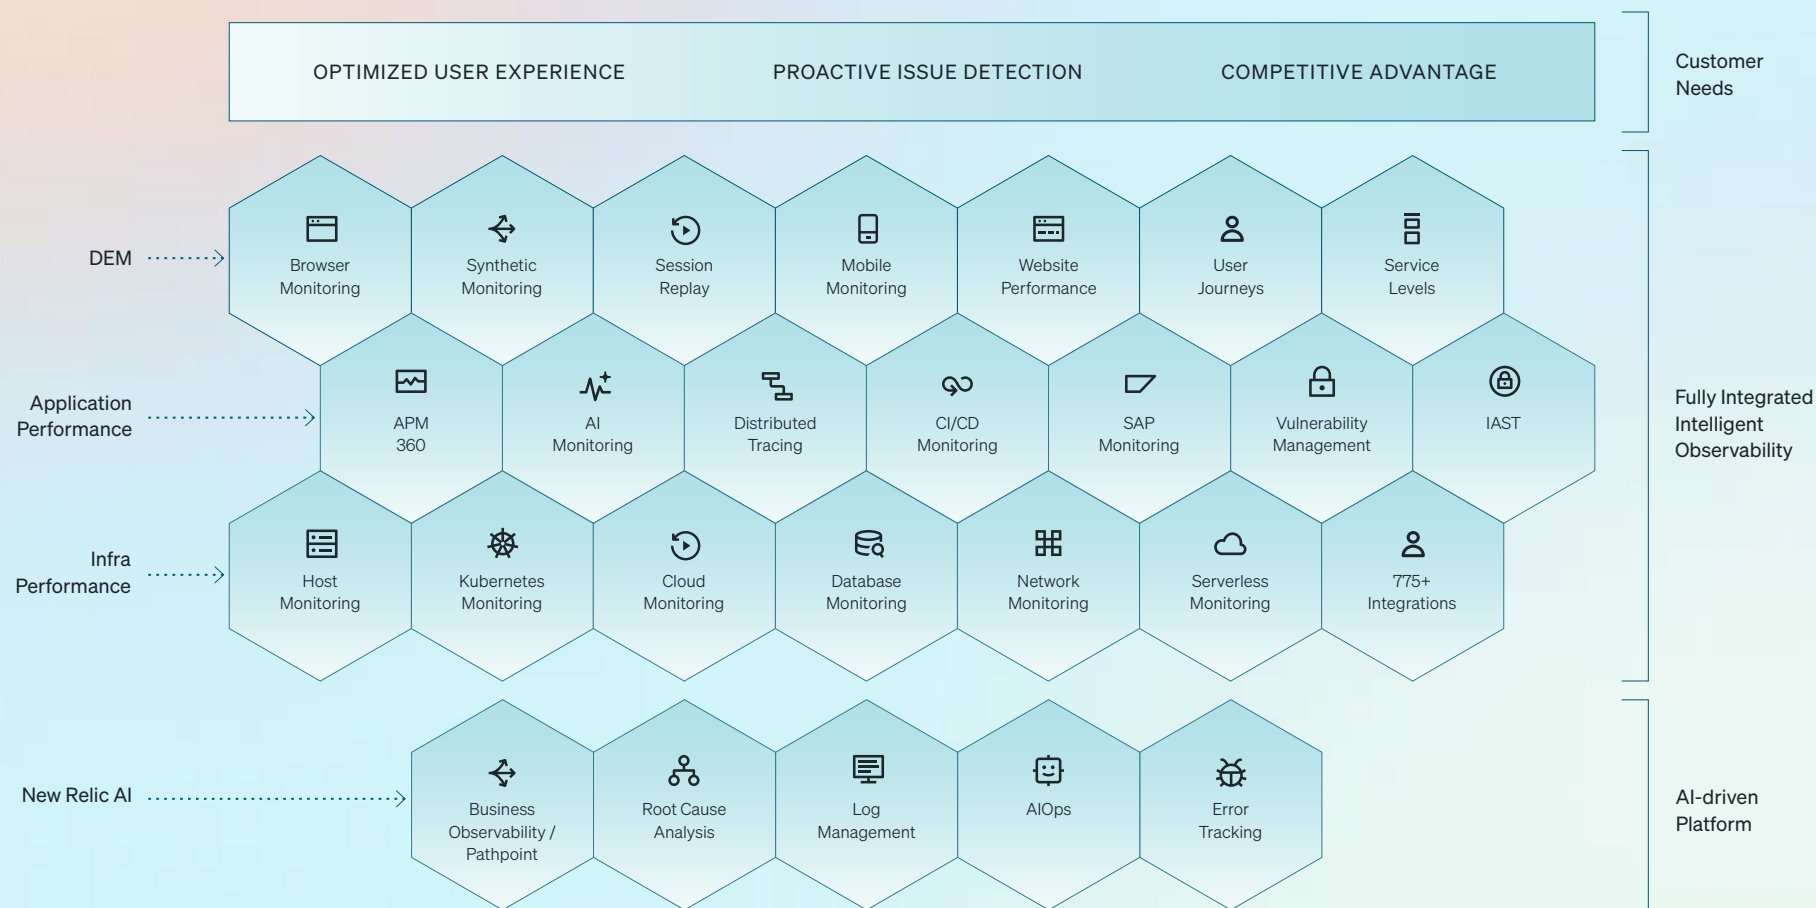 OPTIMIZED USER EXPERIENCE
PROACTIVE ISSUE DETECTION
COMPETITIVE ADVANTAGE
Customer
Needs
DEM
Browser
Monitoring
Synthetic
Monitoring
Session
Replay
Mobile
Monitoring
Website
Performance
User
Journeys
Service
Levels
Application
Performance
APM
360
AI
Monitoring
Distributed
Tracing
CI/CD
Monitoring
SAP
Monitoring
Vulnerability
Management
IAST
Fully Integrated
Intelligent
Observability
Infra
Performance
Host
Monitoring
Kubernetes
Monitoring
Cloud
Monitoring
Database
Monitoring
Network
Monitoring
Serverless
Monitoring
775+
Integrations
New Relic AI
Business
Observability /
Pathpoint
Root Cause
Analysis
Log
Management
AIOps
Error
Tracking
AI-driven
Platform